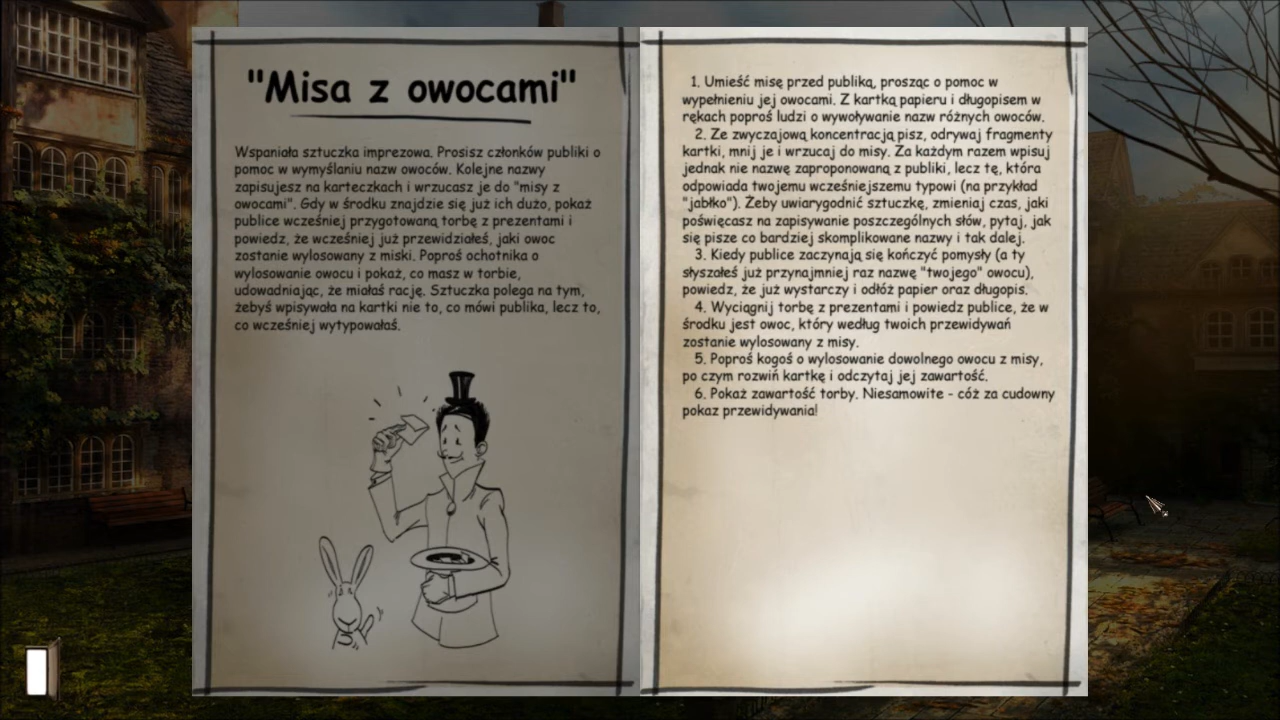 "Misa z owocami"
Wspaniała sztuczka imprezowa. Prosisz członków publiki o
pomoc w wymyślaniu nazw owoców. Kolejne nazwy
zapisujesz na karteczkach i wrzucasz je do "misy z
owocami". Gdy w środku znajdzie się już ich dużo, pokaż
publice wcześniej przygotowaną torbę z prezentami i
powiedz, że wcześniej już przewidziałeś, jaki owoc
zostanie wylosowany z miski. Poproś ochotnika o
wylosowanie owocu i pokaż, co masz w torbie,
udowadniając, że miałaś rację. Sztuczka polega na tym,
żebyś wpisywała na kartki nie to, co mówi publika, lecz to,
co wcześniej wytypowałaś.
1. Umieść misę przed publiką, prosząc o pomoc w
wypełnieniu jej owocami. Z kartką papieru i długopisem w
rękach poproś ludzi o wywoływanie nazw różnych owoców.
2. Ze zwyczajową koncentracją pisz, odrywaj fragmenty
kartki, mnij je i wrzucaj do misy. Za każdym razem wpisuj
jednak nie nazwę zaproponowaną z publiki, lecz tę, która
odpowiada twojemu wcześniejszemu typowi (na przykład
"jabłko"). Żeby uwiarygodnić sztuczkę, zmieniaj czas, jaki
poświęcasz na zapisywanie poszczególnych słów, pytaj, jak
się pisze co bardziej skomplikowane nazwy i tak dalej.
3. Kiedy publice zaczynają się kończyć pomysły (a ty
słyszałeś już przynajmniej raz nazwę "twojego" owocu),
powiedz, że już wystarczy i odłóż papier oraz długopis.
4. Wyciągnij torbę z prezentami i powiedz publice, że w
środku jest owoc, który według twoich przewidywań
zostanie wylosowany z misy.
5. Poproś kogoś o wylosowanie dowolnego owocu z misy,
po czym rozwiń kartkę i odczytaj jej zawartość.
6. Pokaż zawartość torby. Niesamowite - cóż za cudowny
pokaz przewidywania!